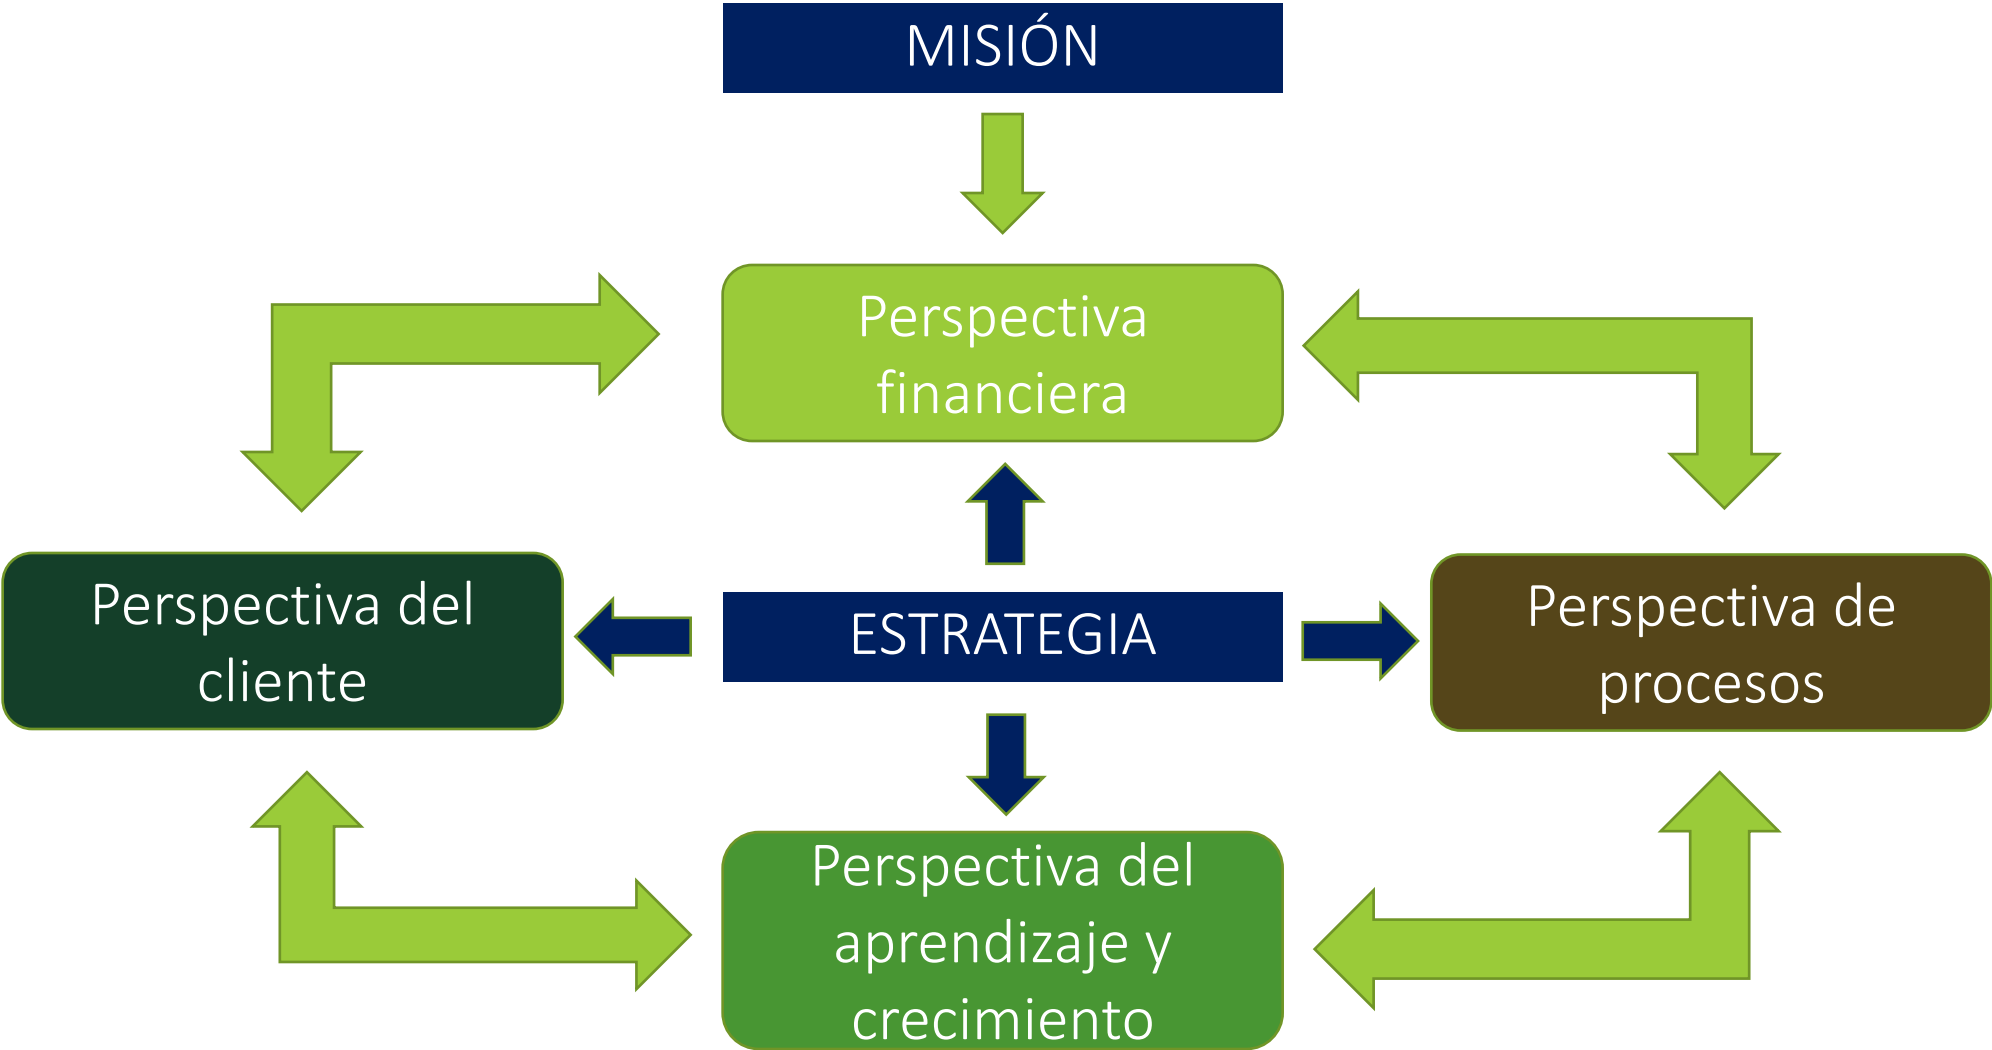 MISIÓN
Perspectiva
financiera
Perspectiva del
cliente
ESTRATEGIA
Perspectiva de
procesos
Perspectiva del
aprendizaje y
crecimiento